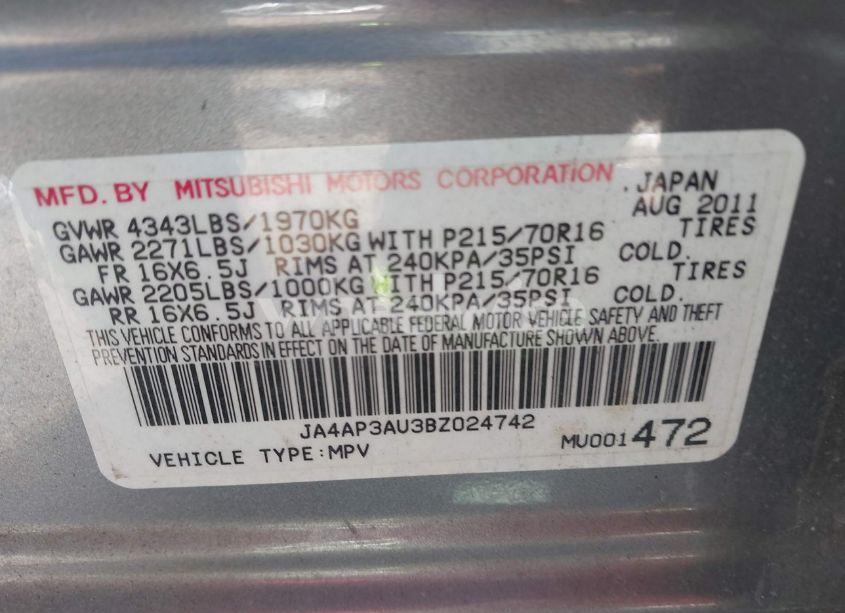 MFD. BY MITSUBISHI MOTORS CORPORATION . JAPAN
GVWR 4343LBS/1970KG AUG 2011
GAWR 2271LBS/1030KG WITH P215/70R16 TIRES
FR 16X6.5J RIMS AT 240KPA/35PSI COLD.
GAWR 2205LBS/1000KG WITH P215/70R16 TIRES
RR 16X6.5J RIMS AT 240KPA/35PSI COLD.
THIS VEHICLE CONFORMS TO ALL APPLICABLE FEDERAL MOTOR VEHICLE SAFETY AND THEFT
PREVENTION STANDARDS IN EFFECT ON THE DATE OF MANUFACTURE SHOWN ABOVE.
JA4AP3AU3BZ024742
VEHICLE TYPE:MPV MU001472